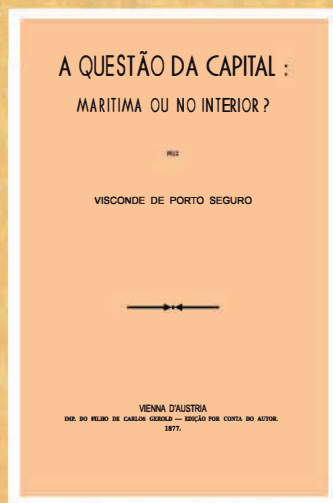 A QUESTÃO DA CAPITAL :
MARITIMA OU NO INTERIOR ?
PELO
VISCONDE DE PORTO SEGURO
VIENNA D'AUSTRIA
IMP. DO FILHO DE CARLOS GEROLD — EDIÇÃO POR CONTA DO AUTOR.
1877.